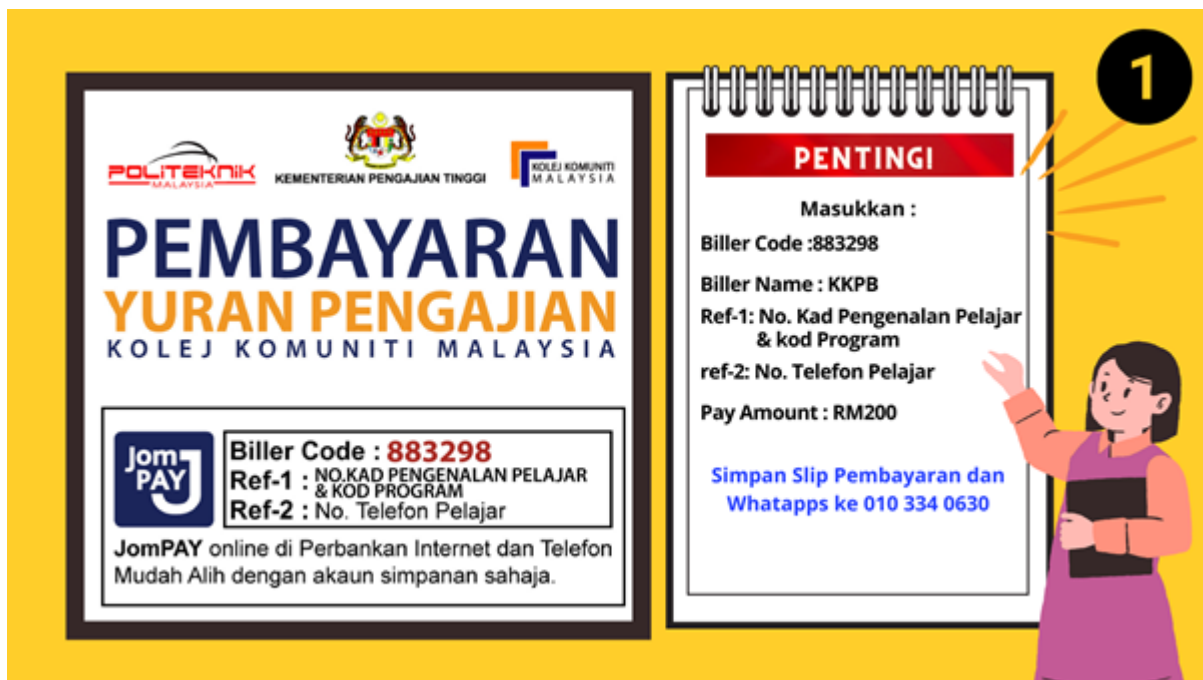 POLITEKNIK
MALAYSIA
KEMENTERIAN PENGAJIAN TINGGI
KOLEJ KOMUNITI
MALAYSIA
PEMBAYARAN
YURAN PENGAJIAN
KOLEJ KOMUNITI MALAYSIA
Jom
PAY
Biller Code : 883298
Ref-1 : NO.KAD PENGENALAN PELAJAR
& KOD PROGRAM
Ref-2 : No. Telefon Pelajar
JomPAY online di Perbankan Internet dan Telefon
Mudah Alih dengan akaun simpanan sahaja.
1
PENTINGI
Masukkan :
Biller Code :883298
Biller Name : KKPB
Ref-1: No. Kad Pengenalan Pelajar
& kod Program
ref-2: No. Telefon Pelajar
Pay Amount : RM200
Simpan Slip Pembayaran dan
Whatapps ke 010 334 0630